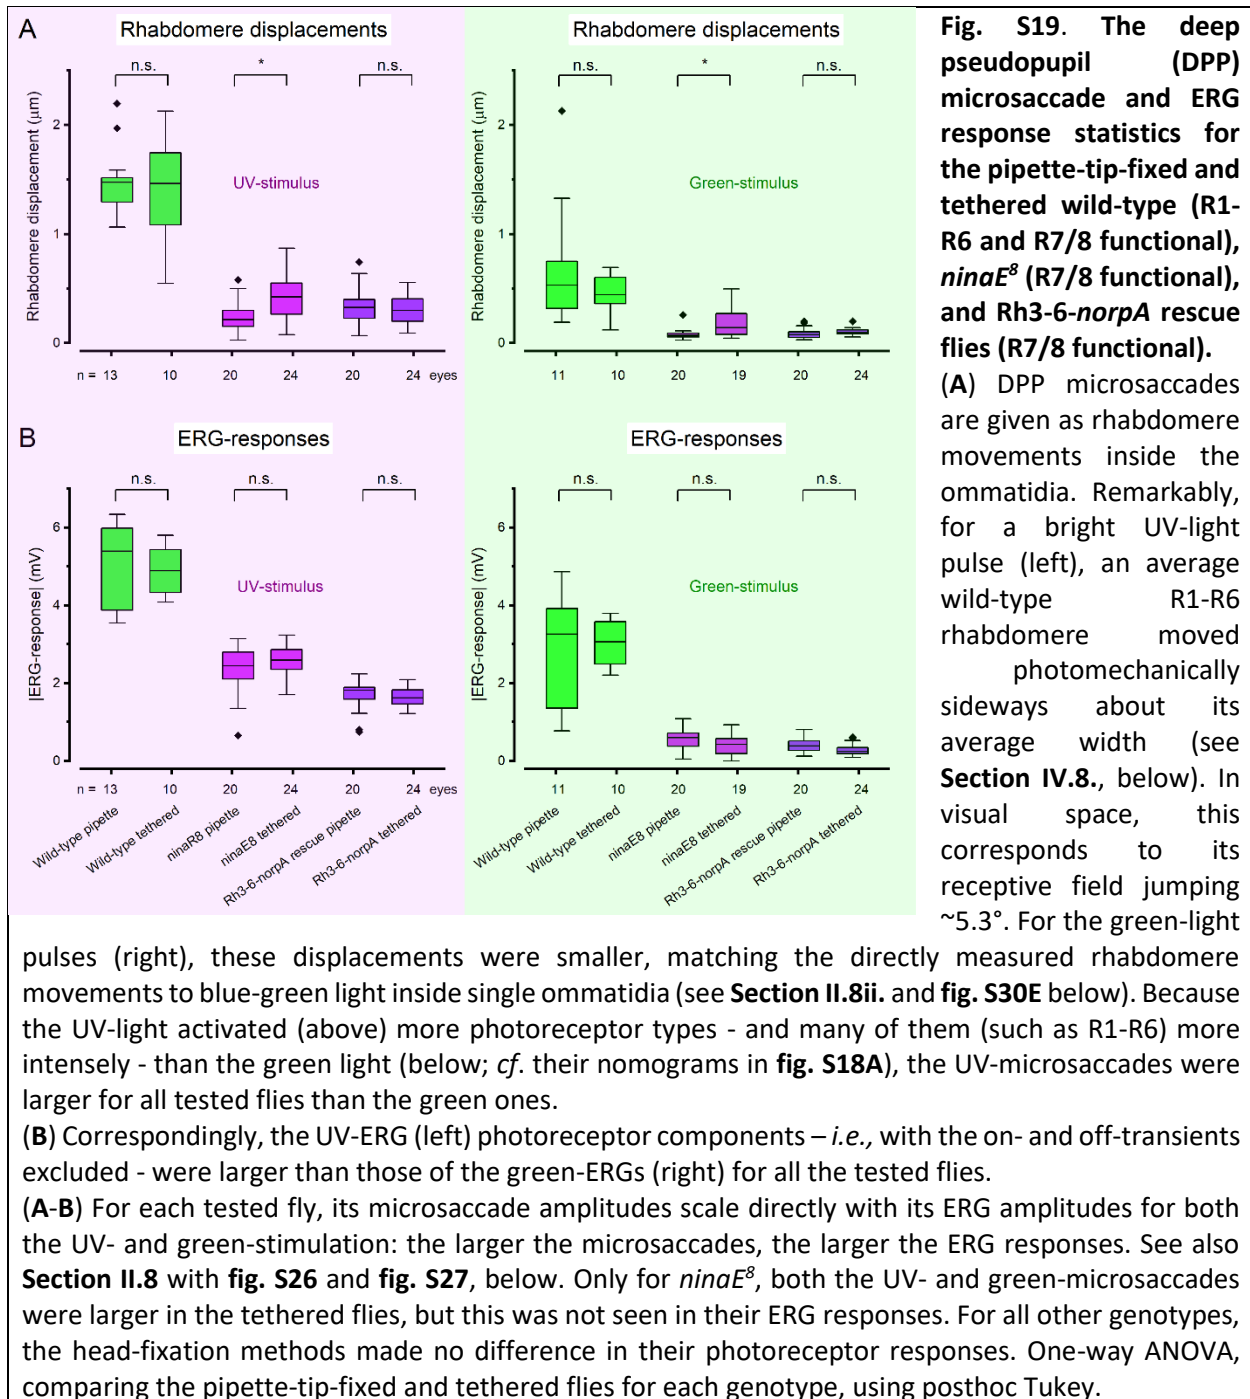 A
Rhabdomere displacements
Rhabdomere displacements
n.s.
*
n.s.
n.s.
*
n.s.
Rhabdomere displacement (μm)
2
1
0
UV-stimulus
Rhabdomere displacement (μm)
2
1
0
Green-stimulus
n = 13 10 20 24 20 24 eyes
11 10 20 19 20 24
B
ERG-responses
ERG-responses
n.s.
n.s.
n.s.
n.s.
n.s.
n.s.
|ERG-response| (mV)
6
4
2
0
UV-stimulus
|ERG-response| (mV)
6
4
2
0
Green-stimulus
n = 13 10 20 24 20 24 eyes
11 10 20 19 20 24
Wild-type pipette
Wild-type tethered
ninaR8 pipette
ninaE8 tethered
Rh3-6-norpA rescue pipette
Rh3-6-norpA tethered
Wild-type pipette
Wild-type tethered
ninaE8 pipette
ninaE8 tethered
Rh3-6-norpA rescue pipette
Rh3-6-norpA tethered
Fig. S19. The deep
pseudopupil (DPP)
microsaccade and ERG
response statistics for
the pipette-tip-fixed and
tethered wild-type (R1-
R6 and R7/8 functional),
ninaE⁸ (R7/8 functional),
and Rh3-6-norpA rescue
flies (R7/8 functional).
(A) DPP microsaccades
are given as rhabdomere
movements inside the
ommatidia. Remarkably,
for a bright UV-light
pulse (left), an average
wild-type R1-R6
rhabdomere moved
photomechanically
sideways about its
average width (see
Section IV.8., below). In
visual space, this
corresponds to its
receptive field jumping
~5.3°. For the green-light
pulses (right), these displacements were smaller, matching the directly measured rhabdomere
movements to blue-green light inside single ommatidia (see Section II.8ii. and fig. S30E below). Because
the UV-light activated (above) more photoreceptor types - and many of them (such as R1-R6) more
intensely - than the green light (below; cf. their nomograms in fig. S18A), the UV-microsaccades were
larger for all tested flies than the green ones.
(B) Correspondingly, the UV-ERG (left) photoreceptor components – i.e., with the on- and off-transients
excluded - were larger than those of the green-ERGs (right) for all the tested flies.
(A-B) For each tested fly, its microsaccade amplitudes scale directly with its ERG amplitudes for both
the UV- and green-stimulation: the larger the microsaccades, the larger the ERG responses. See also
Section II.8 with fig. S26 and fig. S27, below. Only for ninaE⁸, both the UV- and green-microsaccades
were larger in the tethered flies, but this was not seen in their ERG responses. For all other genotypes,
the head-fixation methods made no difference in their photoreceptor responses. One-way ANOVA,
comparing the pipette-tip-fixed and tethered flies for each genotype, using posthoc Tukey.